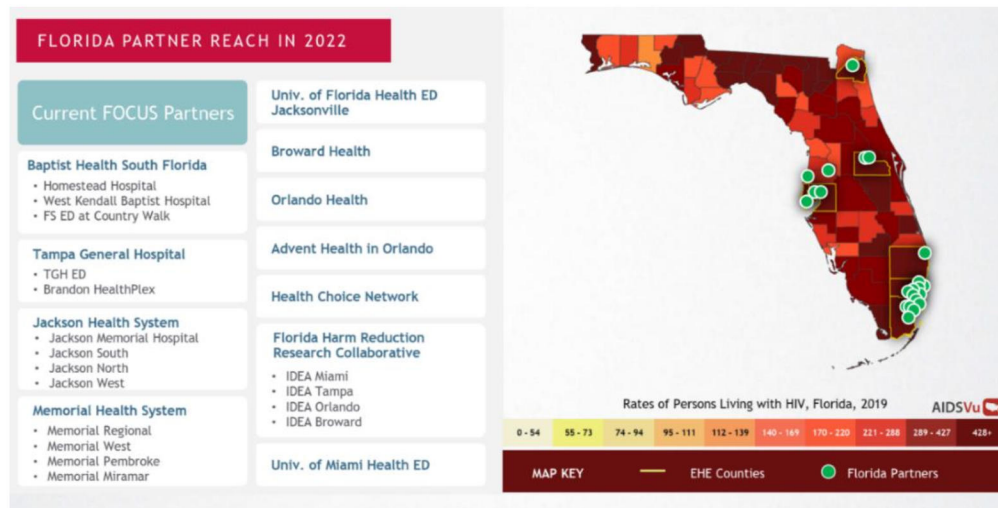 FLORIDA PARTNER REACH IN 2022
Current FOCUS Partners
Baptist Health South Florida
• Homestead Hospital
• West Kendall Baptist Hospital
• FS ED at Country Walk
Tampa General Hospital
• TGH ED
• Brandon HealthPlex
Jackson Health System
• Jackson Memorial Hospital
• Jackson South
• Jackson North
• Jackson West
Memorial Health System
• Memorial Regional
• Memorial West
• Memorial Pembroke
• Memorial Miramar
Univ. of Florida Health ED
Jacksonville
Broward Health
Orlando Health
Advent Health in Orlando
Health Choice Network
Florida Harm Reduction
Research Collaborative
• IDEA Miami
• IDEA Tampa
• IDEA Orlando
• IDEA Broward
Univ. of Miami Health ED
Rates of Persons Living with HIV, Florida, 2019
AIDSVu
0 - 54 55 - 73 74 - 94 95 - 111 112 - 139 140 - 169 170 - 220 221 - 288 289 - 427 428+
MAP KEY EHE Counties Florida Partners